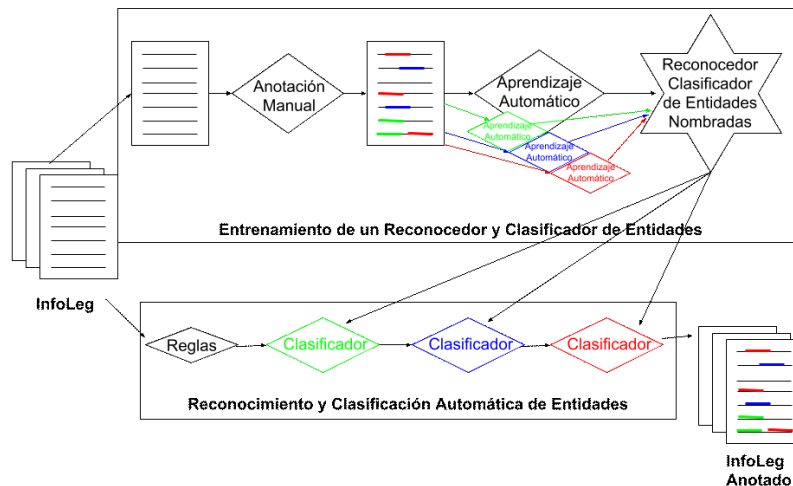 Anotación
Manual
Aprendizaje
Automático
Reconocedor
Clasificador
de Entidades
Nombradas
Aprendizaje
Automático
Aprendizaje
Automático
Aprendizaje
Automático
Entrenamiento de un Reconocedor y Clasificador de Entidades
InfoLeg
Reglas
Clasificador
Clasificador
Clasificador
Reconocimiento y Clasificación Automática de Entidades
InfoLeg
Anotado